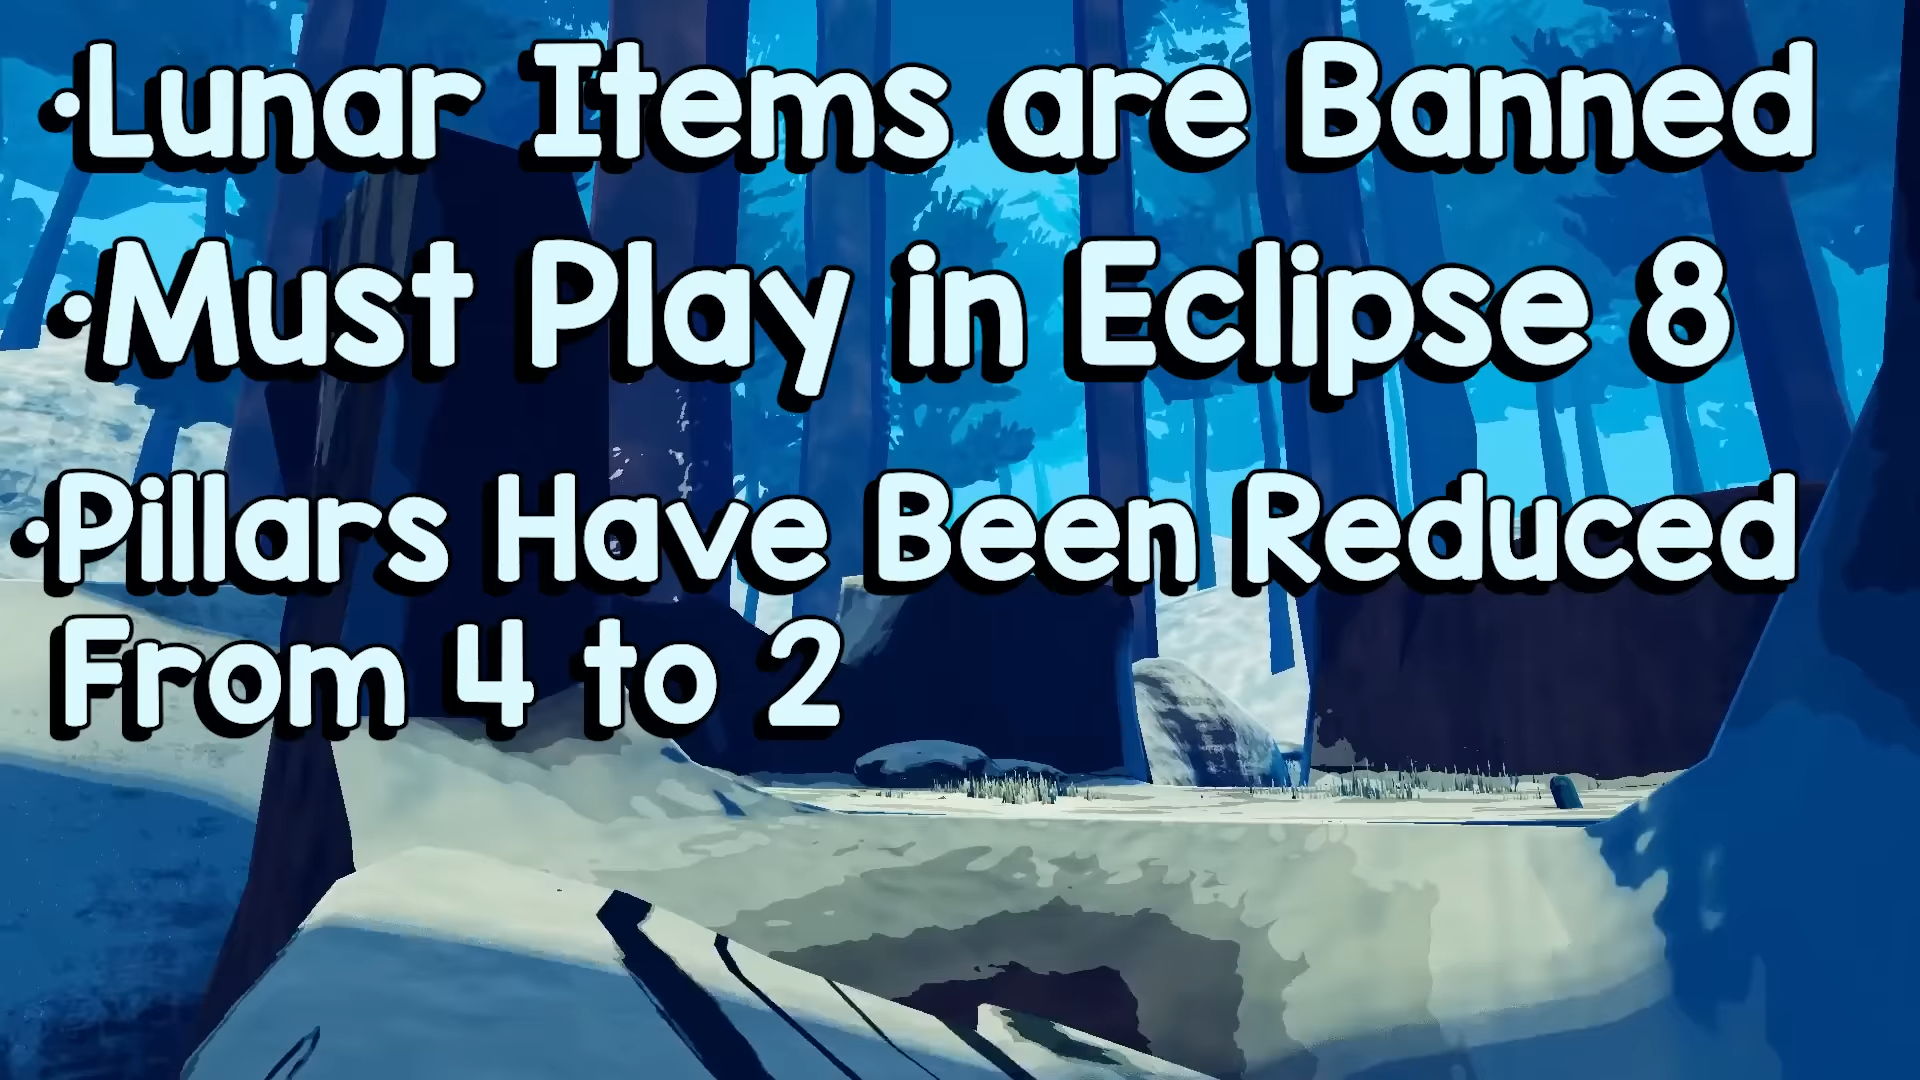 ·Lunar Items are Banned
·Must Play in Eclipse 8
·Pillars Have Been Reduced
From 4 to 2